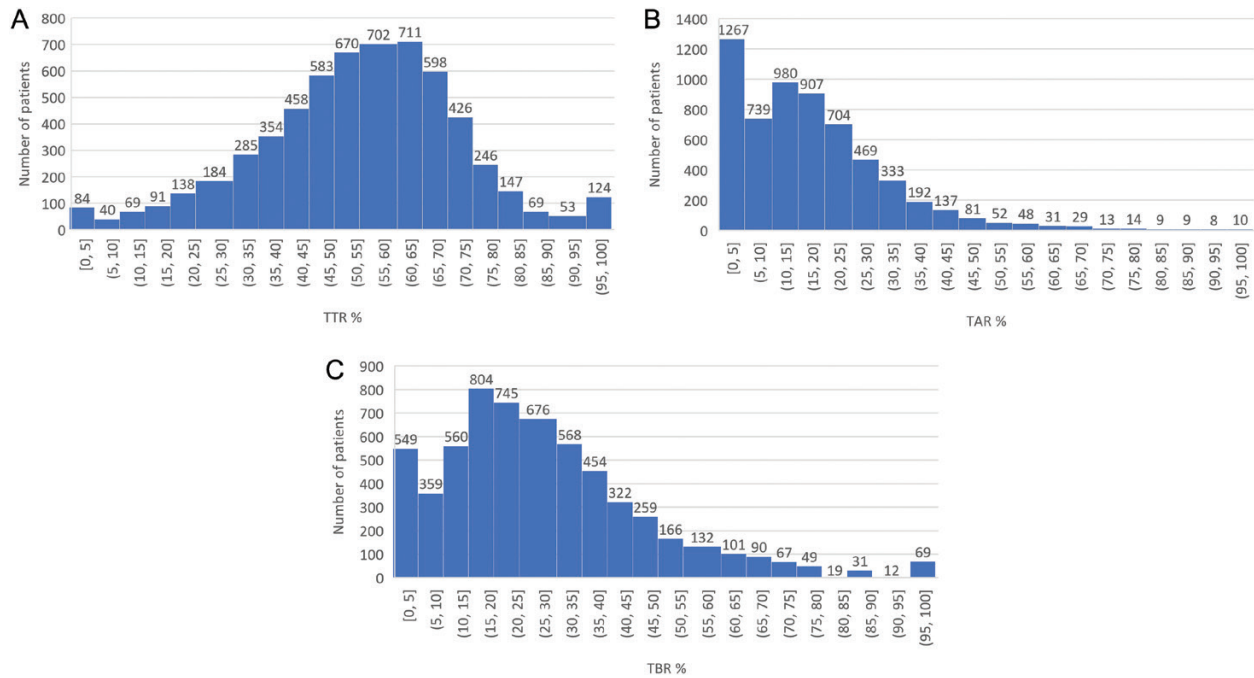 A
Number of patients
800
700
600
500
400
300
200
100
0
84 40 69 91 138 184 285 354 458 583 670 702 711 598 426 246 147 69 53 124
[0, 5] (5, 10] (10, 15] (15, 20] (20, 25] (25, 30] (30, 35] (35, 40] (40, 45] (45, 50] (50, 55] (55, 60] (60, 65] (65, 70] (70, 75] (75, 80] (80, 85] (85, 90] (90, 95] (95, 100]
TTR %
B
Number of patients
1400
1200
1000
800
600
400
200
0
1267 739 980 907 704 469 333 192 137 81 52 48 31 29 13 14 9 9 8 10
[0, 5] (5, 10] (10, 15] (15, 20] (20, 25] (25, 30] (30, 35] (35, 40] (40, 45] (45, 50] (50, 55] (55, 60] (60, 65] (65, 70] (70, 75] (75, 80] (80, 85] (85, 90] (90, 95] (95, 100]
TAR %
C
Number of patients
900
800
700
600
500
400
300
200
100
0
549 359 560 804 745 676 568 454 322 259 166 132 101 90 67 49 19 31 12 69
[0, 5] (5, 10] (10, 15] (15, 20] (20, 25] (25, 30] (30, 35] (35, 40] (40, 45] (45, 50] (50, 55] (55, 60] (60, 65] (65, 70] (70, 75] (75, 80] (80, 85] (85, 90] (90, 95] (95, 100]
TBR %